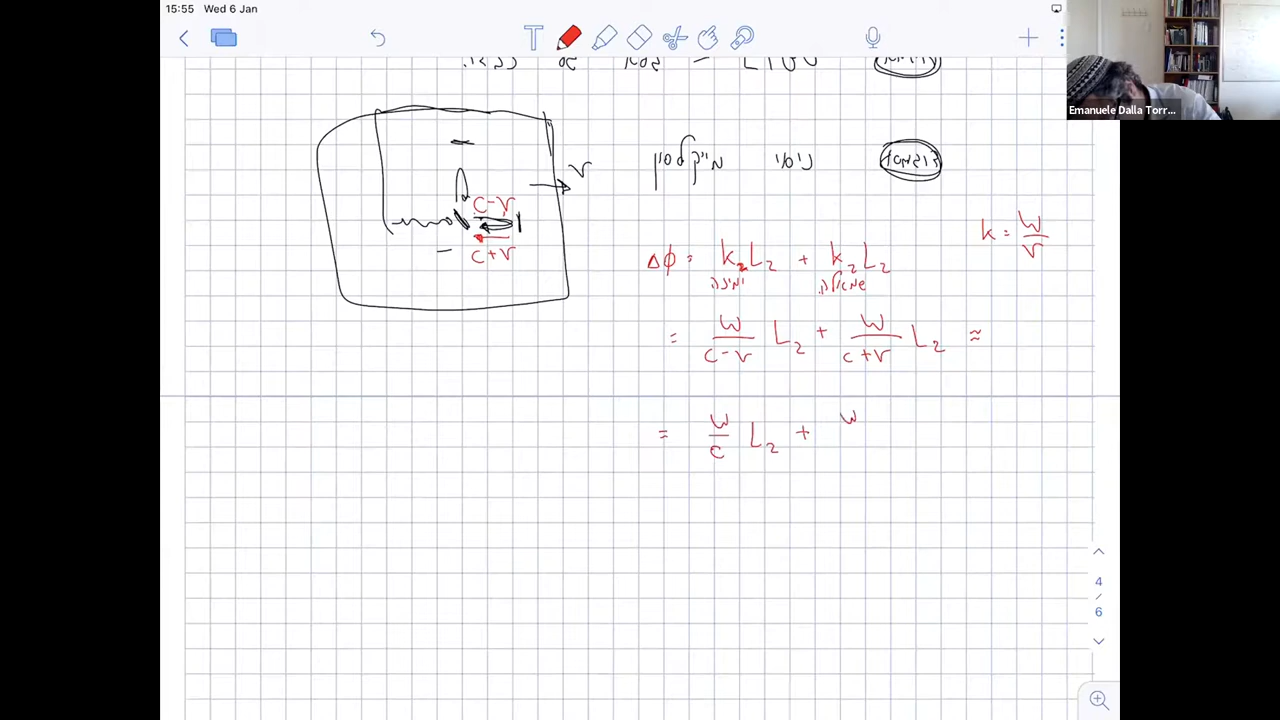 15:55 Wed 6 Jan
T
Emanuele Dalla Torr...
ניסוי מייקלסון
v
c-v
c+v
k = w/v
Δφ = k₂L₂ + k₂L₂
ימינה שמאלה
= w/(c-v) L₂ + w/(c+v) L₂ ≈
= w/c L₂ + w
4
/
6